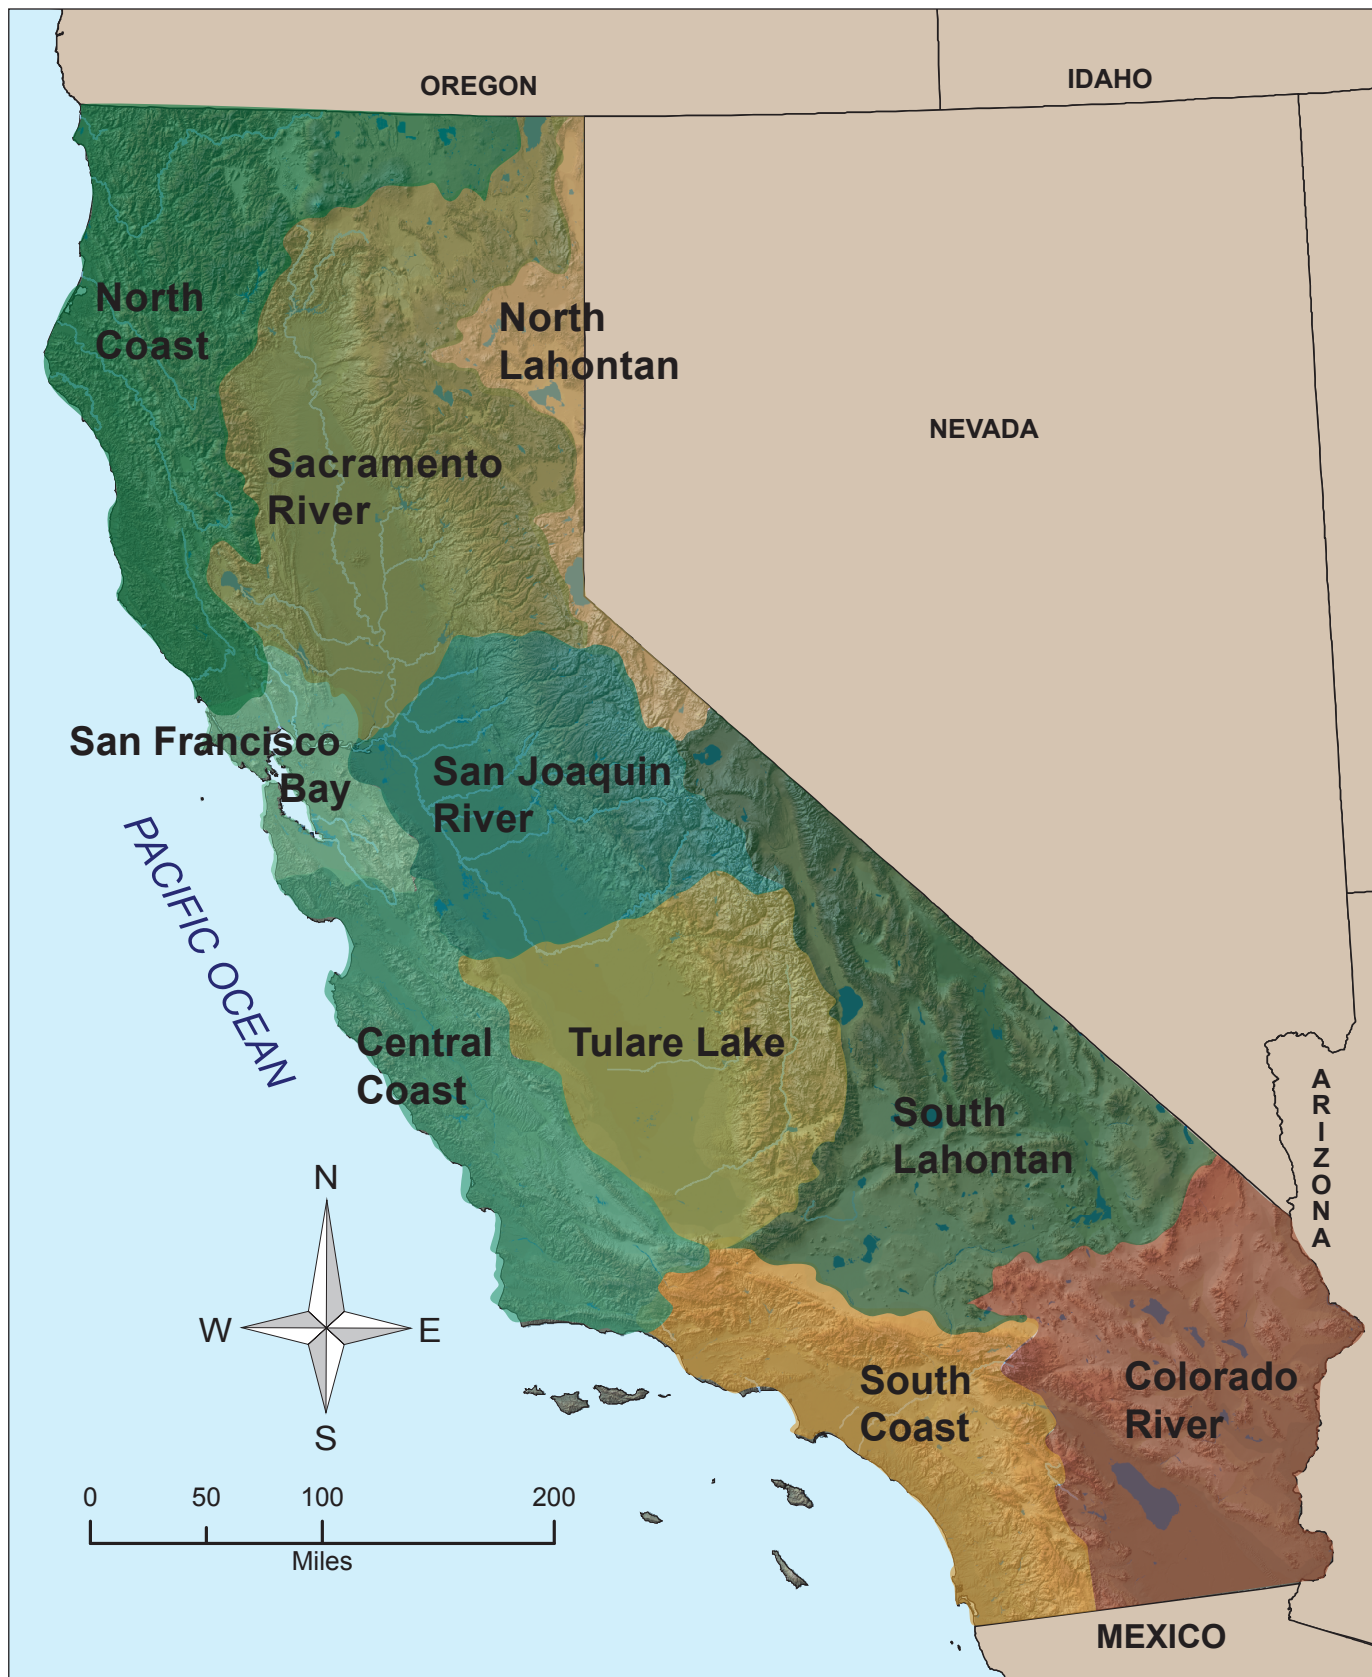 OREGON
IDAHO
North
Coast
North
Lahontan
NEVADA
Sacramento
River
San Francisco
Bay
San Joaquin
River
PACIFIC OCEAN
Central
Coast
Tulare Lake
South
Lahontan
ARIZONA
N
W
E
S
South
Coast
Colorado
River
0 50 100 200
Miles
MEXICO